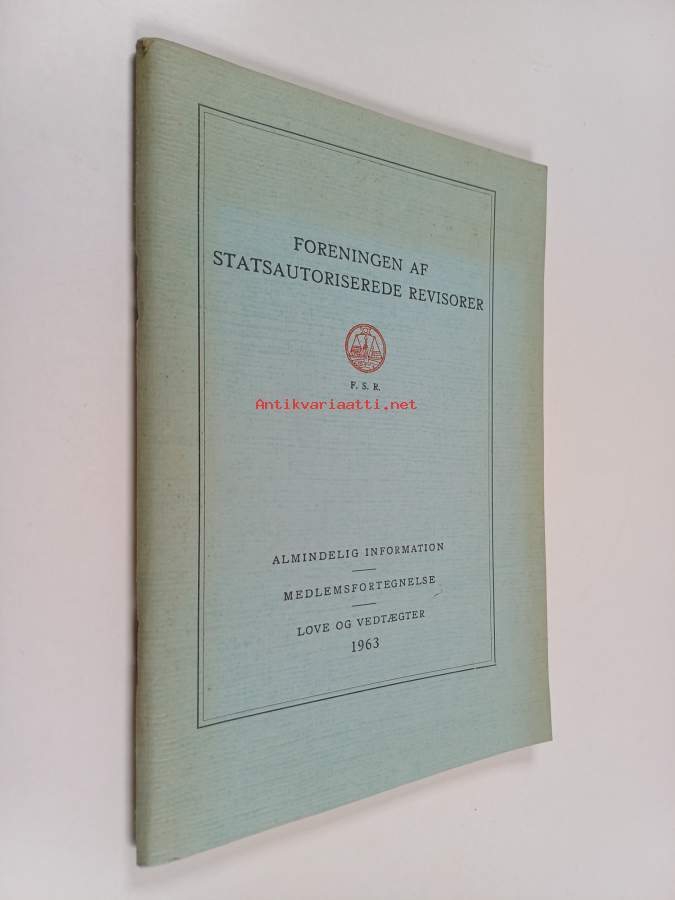 FORENINGEN AF
STATSAUTORISEREDE REVISORER
F. S. R.
Antikvariaatti.net
ALMINDELIG INFORMATION
MEDLEMSFORTEGNELSE
LOVE OG VEDTÆGTER
1963